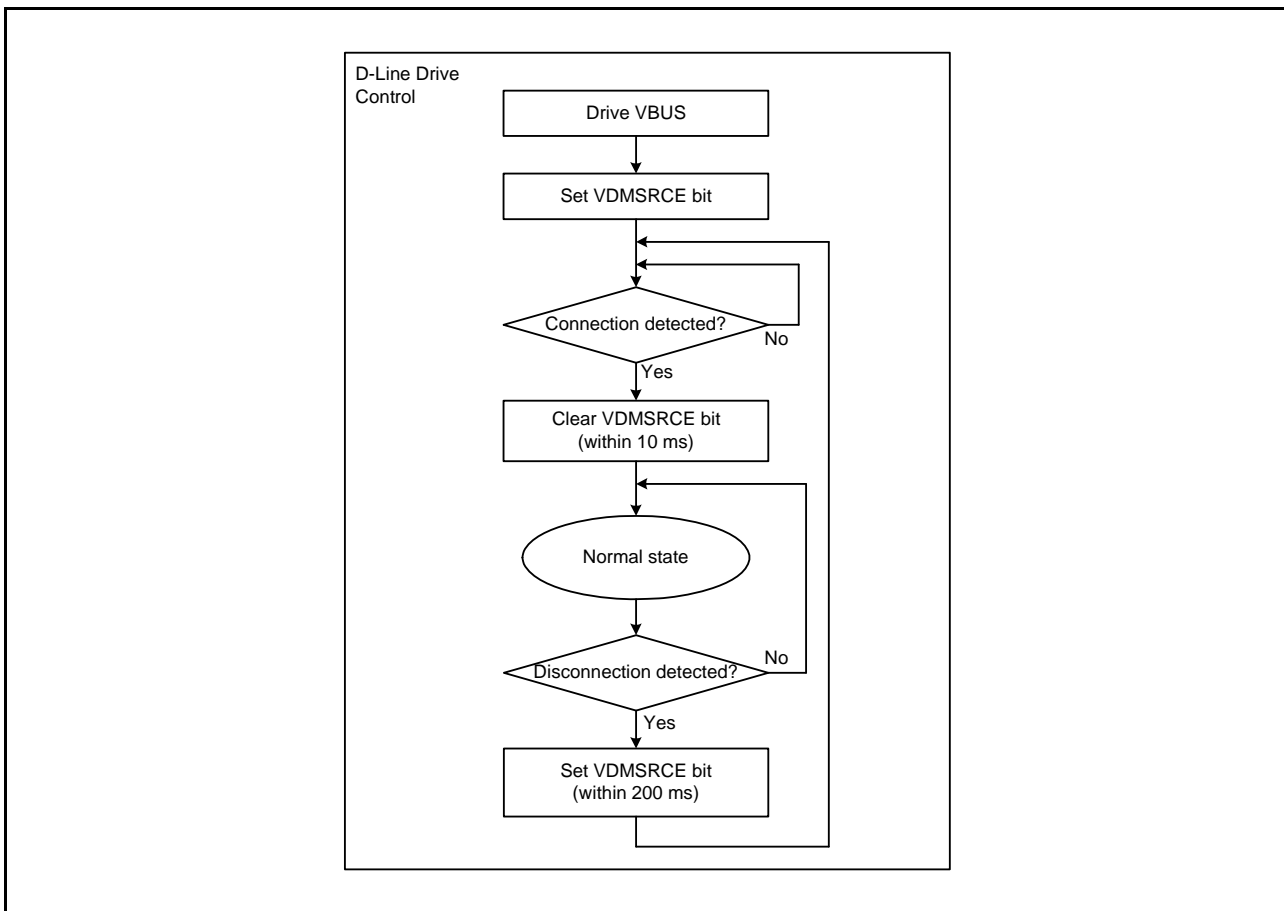 D-Line Drive
Control
Drive VBUS
Set VDMSRCE bit
Connection detected?
No
Yes
Clear VDMSRCE bit
(within 10 ms)
Normal state
Disconnection detected?
No
Yes
Set VDMSRCE bit
(within 200 ms)